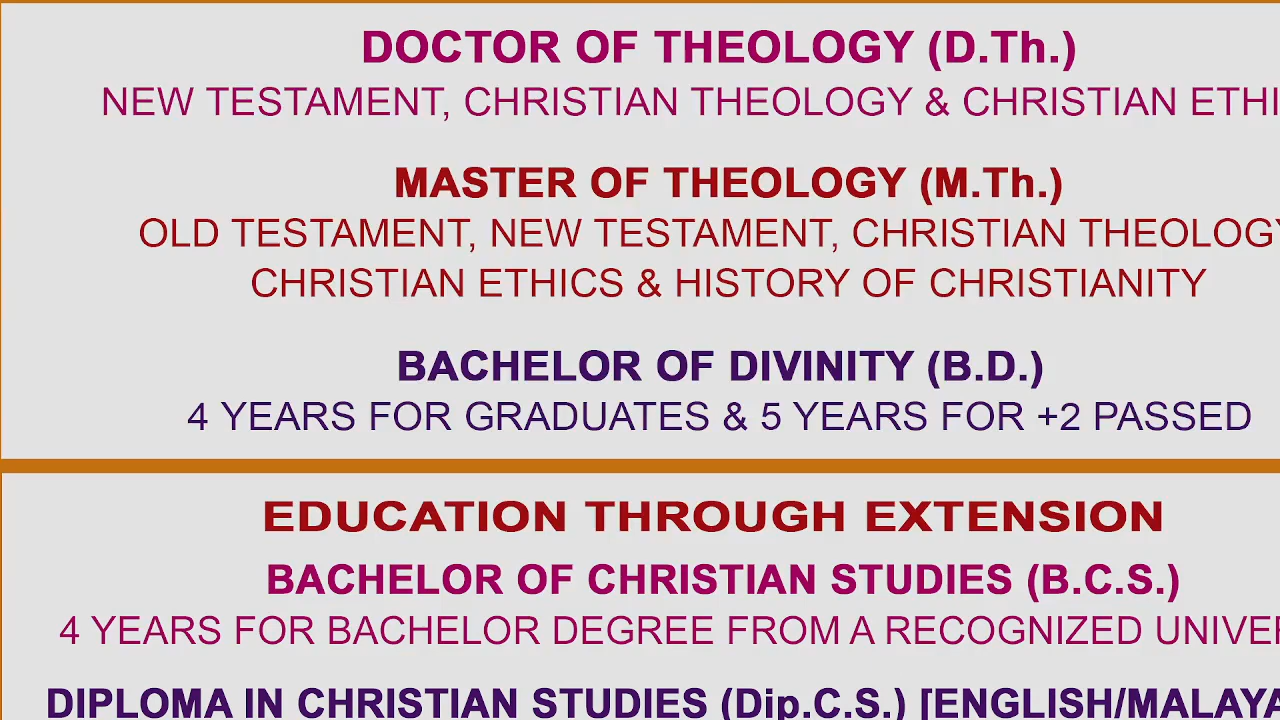 DOCTOR OF THEOLOGY (D.Th.)
NEW TESTAMENT, CHRISTIAN THEOLOGY & CHRISTIAN ETHI
MASTER OF THEOLOGY (M.Th.)
OLD TESTAMENT, NEW TESTAMENT, CHRISTIAN THEOLOGY
CHRISTIAN ETHICS & HISTORY OF CHRISTIANITY
BACHELOR OF DIVINITY (B.D.)
4 YEARS FOR GRADUATES & 5 YEARS FOR +2 PASSED
EDUCATION THROUGH EXTENSION
BACHELOR OF CHRISTIAN STUDIES (B.C.S.)
4 YEARS FOR BACHELOR DEGREE FROM A RECOGNIZED UNIVE
DIPLOMA IN CHRISTIAN STUDIES (Dip.C.S.) [ENGLISH/MALAYA